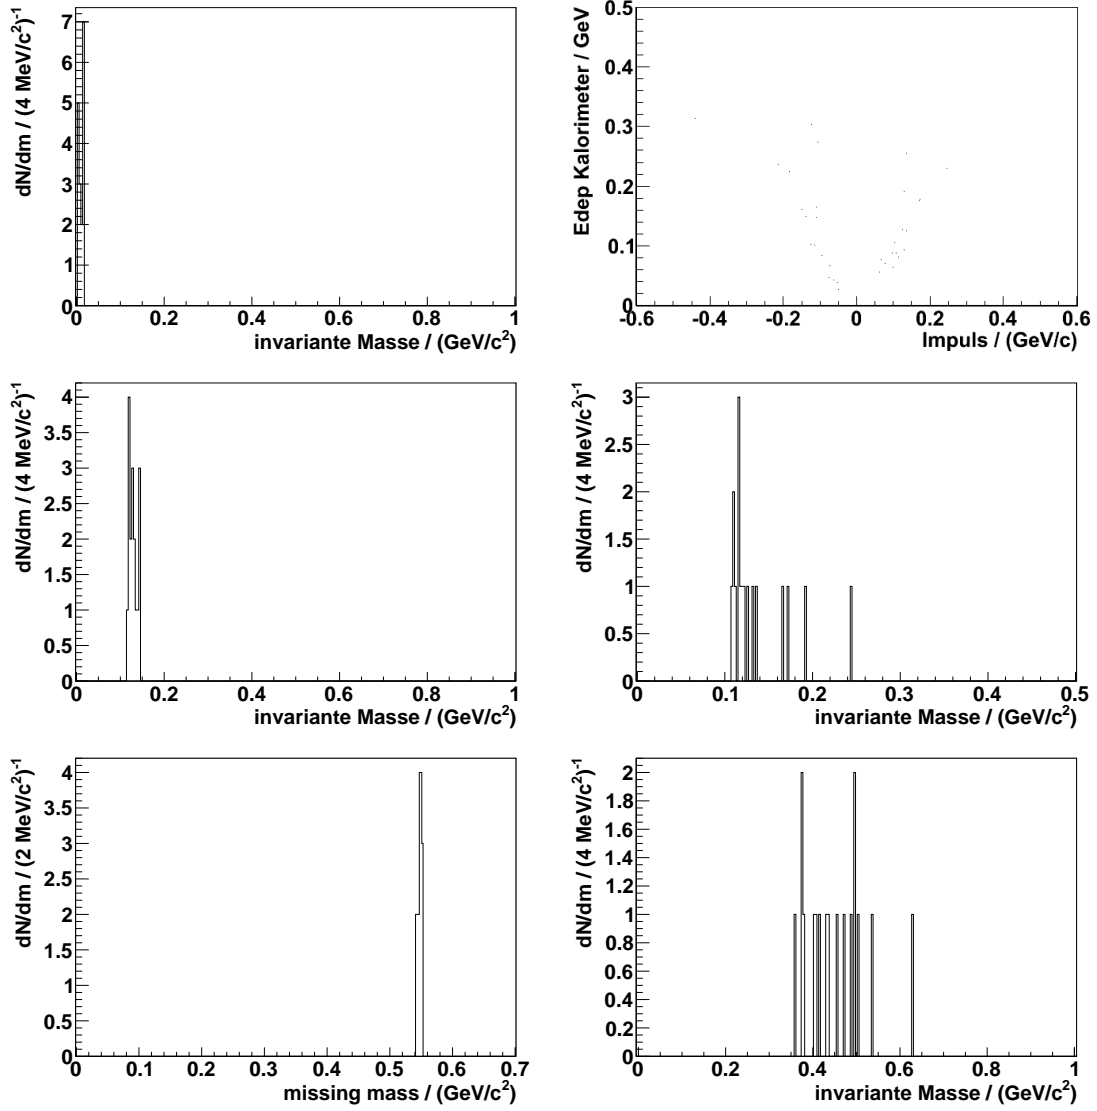 dN/dm / (4 MeV/c²)⁻¹
7
6
5
4
3
2
1
0
0 0.2 0.4 0.6 0.8 1
invariante Masse / (GeV/c²)
Edep Kalorimeter / GeV
0.5
0.4
0.3
0.2
0.1
0
-0.6 -0.4 -0.2 0 0.2 0.4 0.6
Impuls / (GeV/c)
dN/dm / (4 MeV/c²)⁻¹
4
3.5
3
2.5
2
1.5
1
0.5
0
0 0.2 0.4 0.6 0.8 1
invariante Masse / (GeV/c²)
dN/dm / (4 MeV/c²)⁻¹
3
2.5
2
1.5
1
0.5
0
0 0.1 0.2 0.3 0.4 0.5
invariante Masse / (GeV/c²)
dN/dm / (2 MeV/c²)⁻¹
4
3.5
3
2.5
2
1.5
1
0.5
0
0 0.1 0.2 0.3 0.4 0.5 0.6 0.7
missing mass / (GeV/c²)
dN/dm / (4 MeV/c²)⁻¹
2
1.8
1.6
1.4
1.2
1
0.8
0.6
0.4
0.2
0
0 0.2 0.4 0.6 0.8 1
invariante Masse / (GeV/c²)